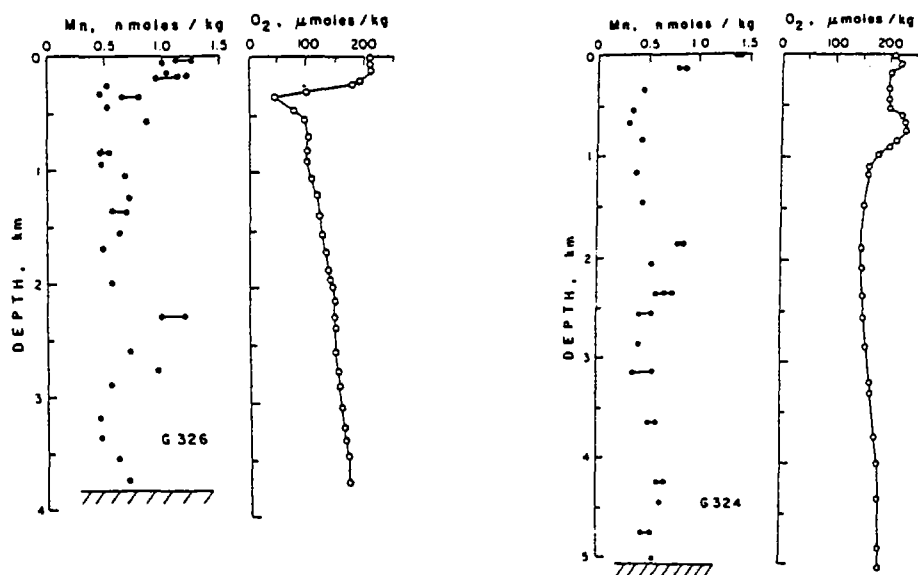 Mn, nmoles / kg
0 0.5 1 1.5
O2, μmoles / kg
0 100 200
0
1
2
3
4
DEPTH, km
G 326
Mn, nmoles / kg
0 0.5 1 1.5
O2, μmoles / kg
0 100 200
0
1
2
3
4
5
DEPTH, km
G 324